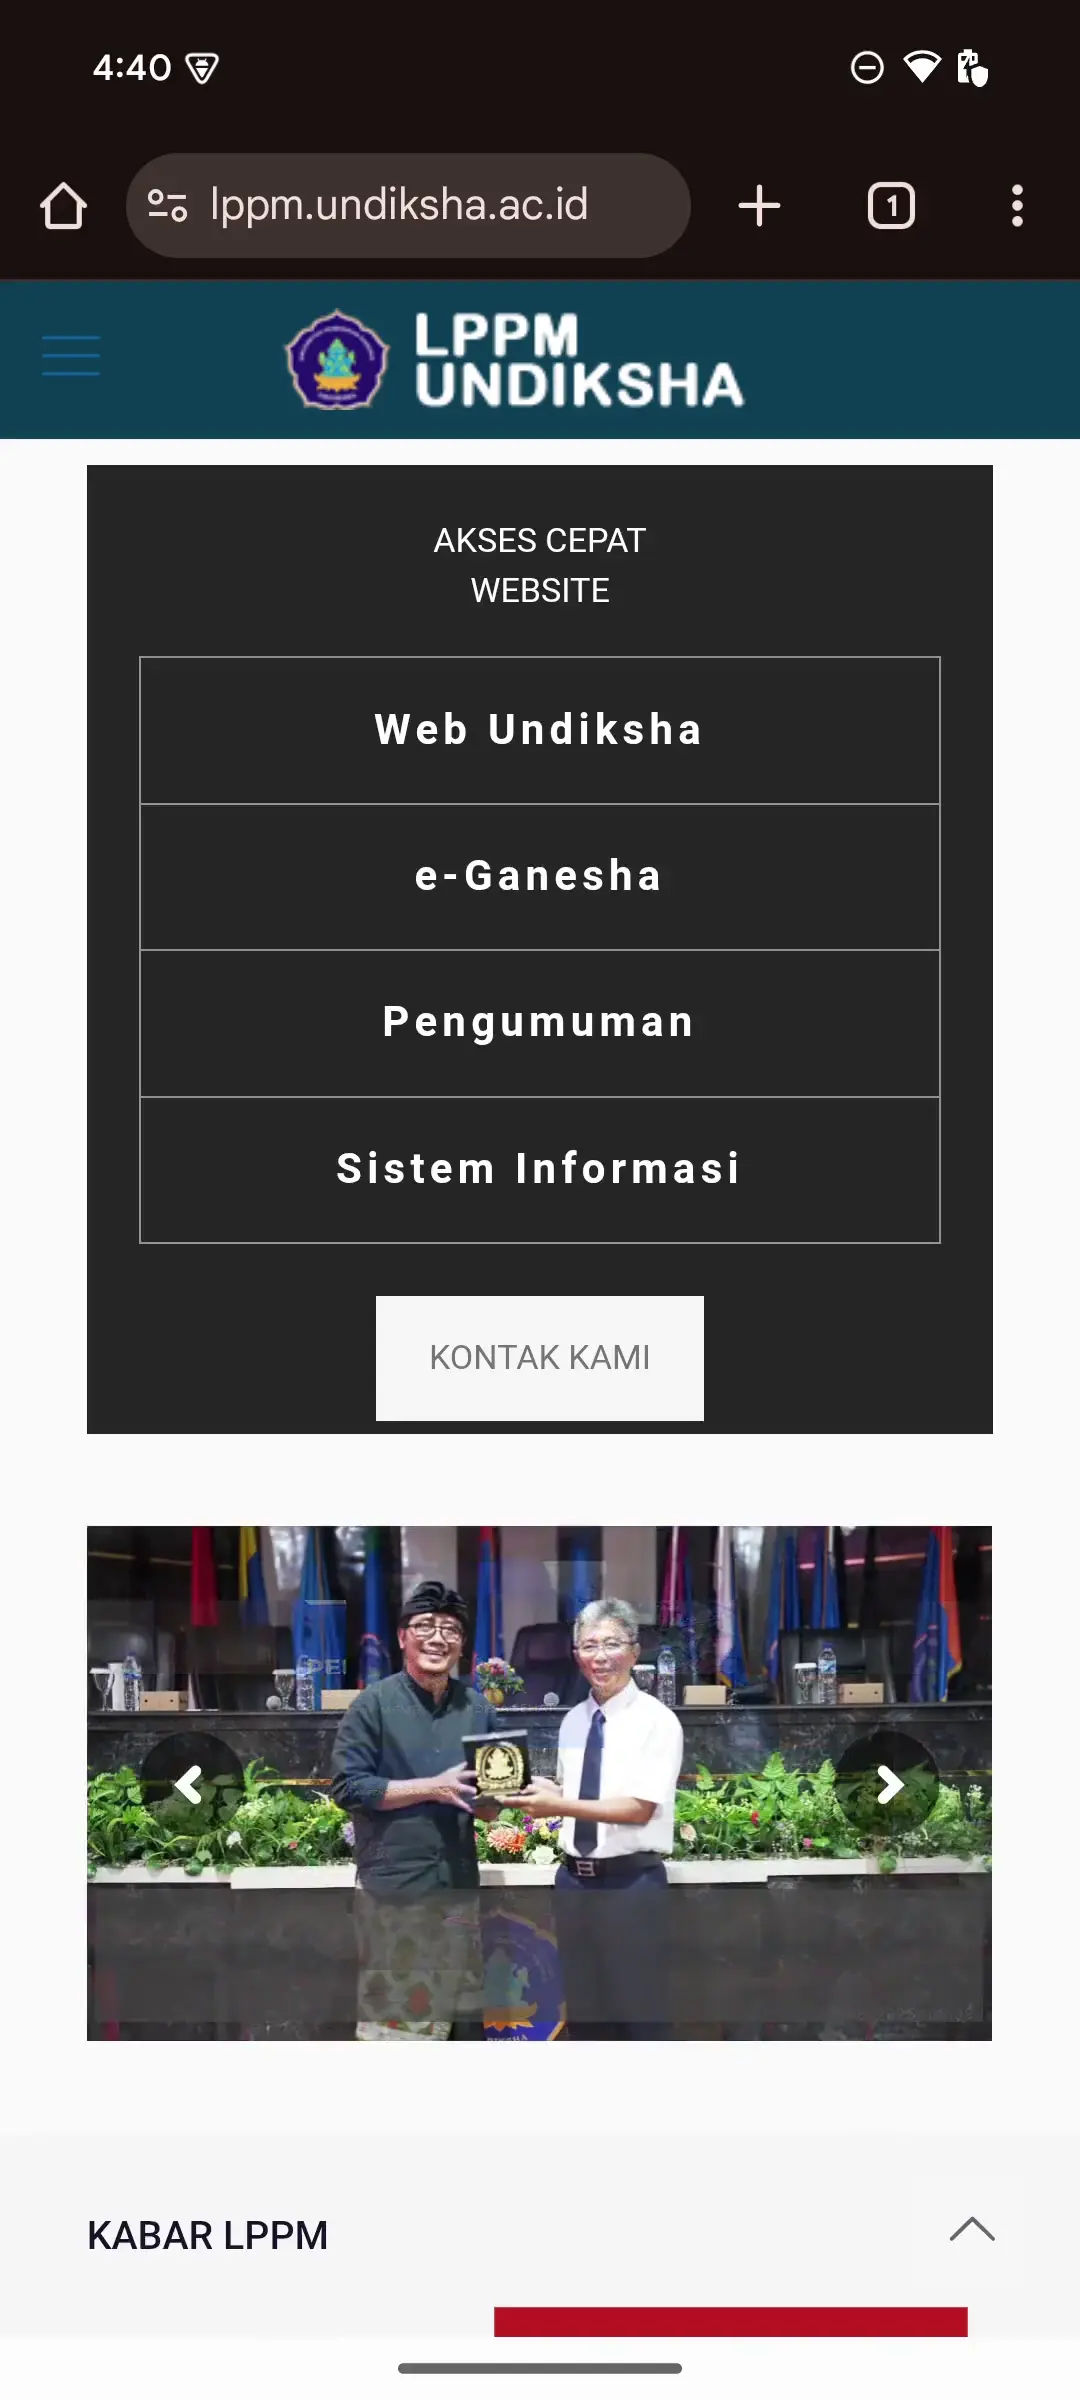 4:40
lppm.undiksha.ac.id
1
LPPM
UNDIKSHA
AKSES CEPAT
WEBSITE
Web Undiksha
e-Ganesha
Pengumuman
Sistem Informasi
KONTAK KAMI
KABAR LPPM